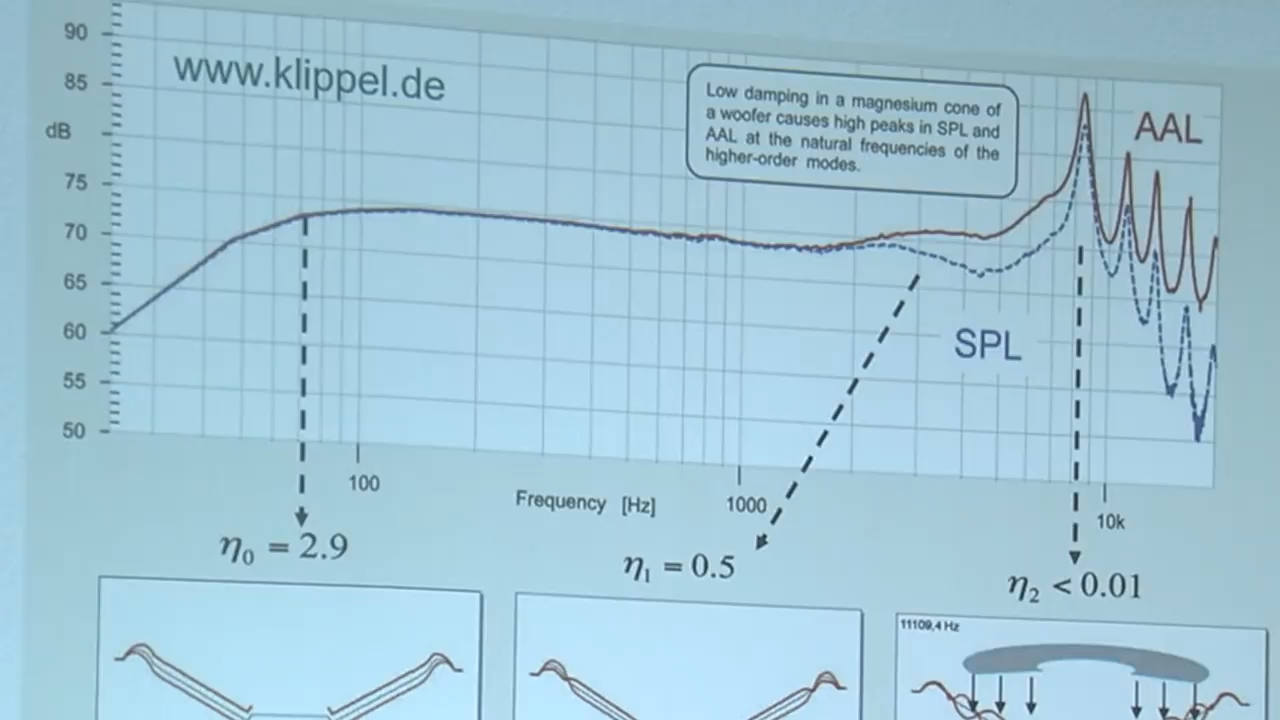 90
www.klippel.de
85
dB
75
70
65
60
55
50
Low damping in a magnesium cone of
a woofer causes high peaks in SPL and
AAL at the natural frequencies of the
higher-order modes.
AAL
SPL
100
Frequency [Hz]
1000
10k
η0 = 2.9
η1 = 0.5
η2 < 0.01
11109,4 Hz